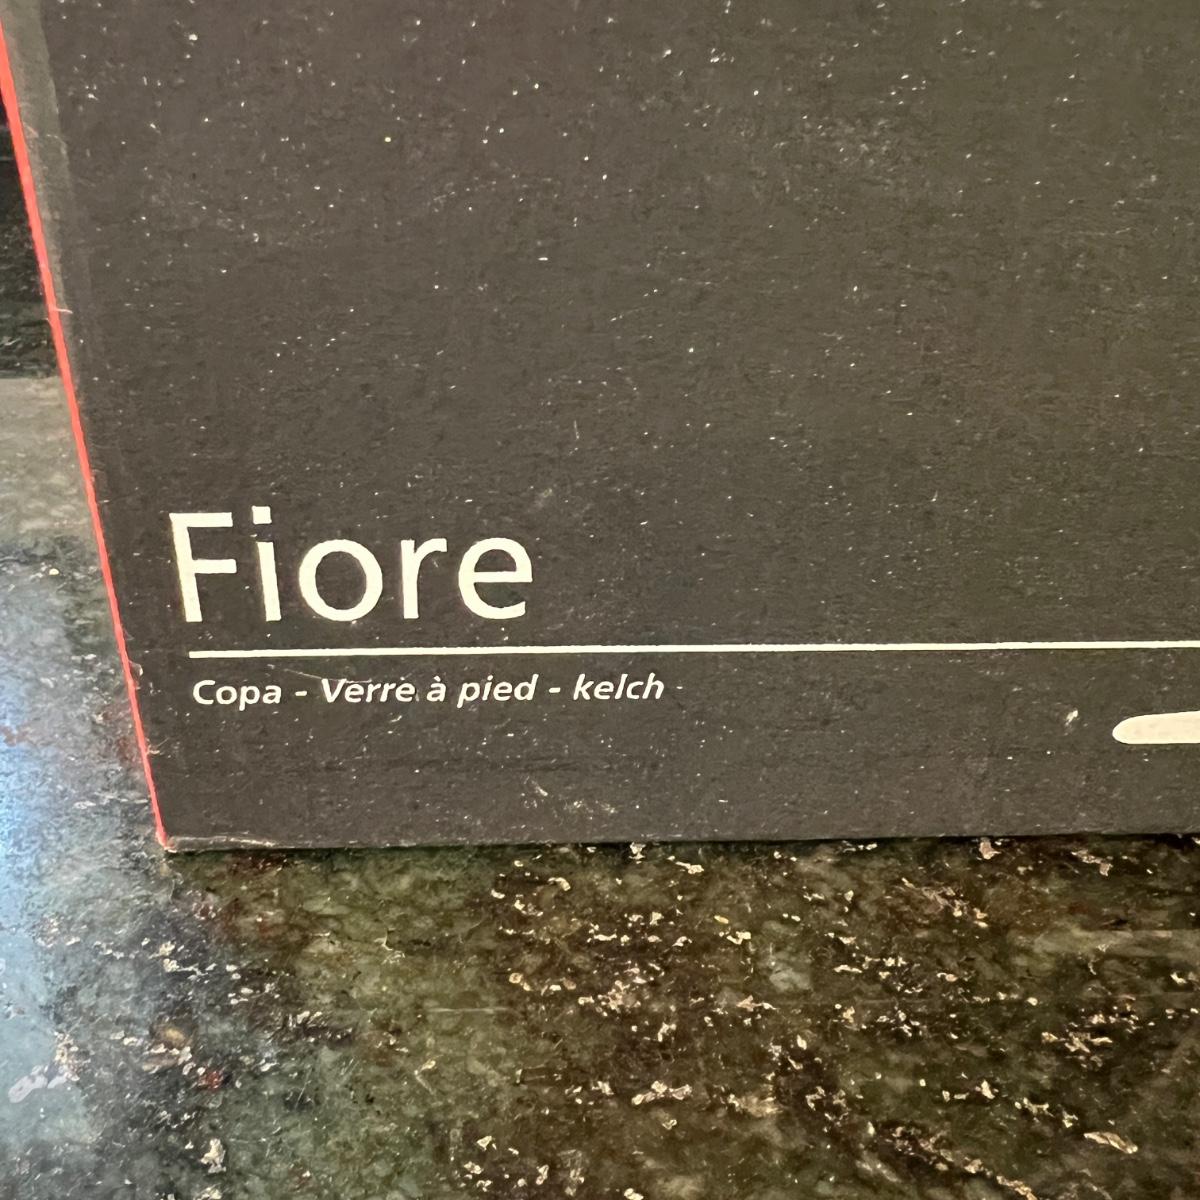 Fiore
Copa - Verre à pied - kelch